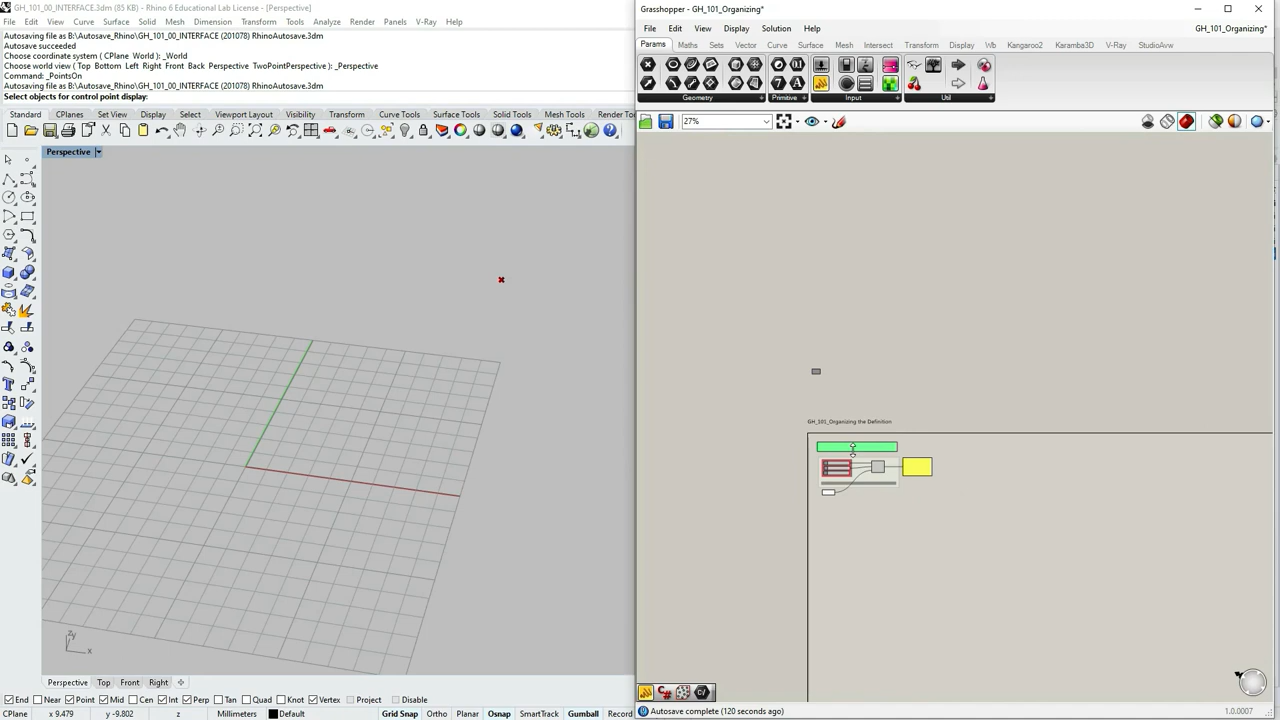 GH_101_00_INTERFACE.3dm (85 KB) - Rhino 6 Educational Lab License - [Perspective]
File Edit View Curve Surface Solid Mesh Dimension Transform Tools Analyze Render Panels V-Ray Help
Autosaving file as B:\Autosave_Rhino\GH_101_00_INTERFACE (201078) RhinoAutosave.3dm
Autosave succeeded
Choose coordinate system ( CPlane World ): _World
Choose world view ( Top Bottom Left Right Front Back Perspective TwoPointPerspective ): _Perspective
Command: _PointsOn
Autosaving file as B:\Autosave_Rhino\GH_101_00_INTERFACE (201078) RhinoAutosave.3dm
Select objects for control point display:
Standard CPlanes Set View Display Select Viewport Layout Visibility Transform Curve Tools Surface Tools Solid Tools Mesh Tools Render To
Perspective
z y x
Perspective Top Front Right
End Near Point Mid Cen Int Perp Tan Quad Knot Vertex Project Disable
CPlane x 9.479 y -9.802 z Millimeters Default Grid Snap Ortho Planar Osnap SmartTrack Gumball Record
Grasshopper - GH_101_Organizing*
File Edit View Display Solution Help GH_101_Organizing*
Params Maths Sets Vector Curve Surface Mesh Intersect Transform Display Wb Kangaroo2 Karamba3D V-Ray StudioAvw
Geometry Primitive Input Util
27%
GH_101_Organizing the Definition
Autosave complete (120 seconds ago) 1.0.0007